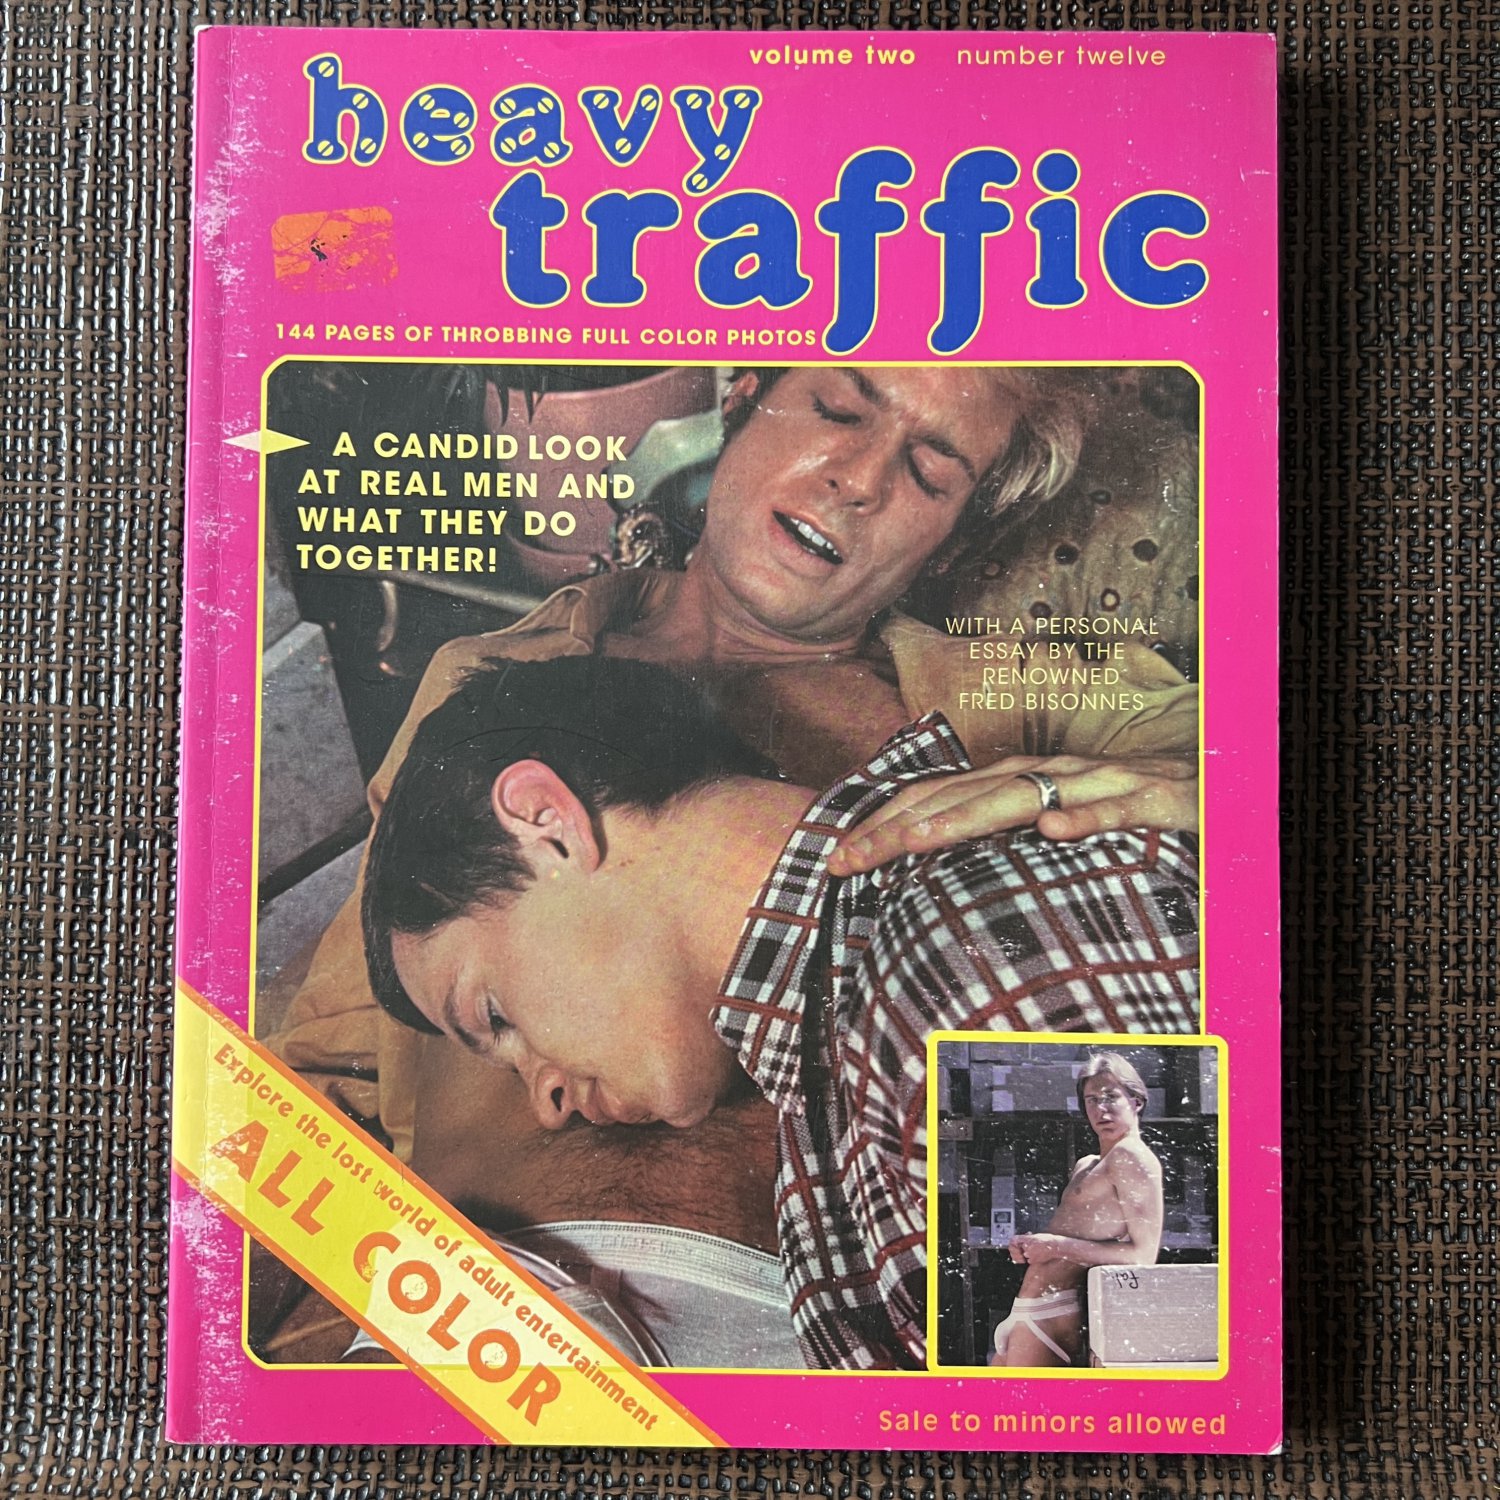 volume two number twelve
heavy
traffic
144 PAGES OF THROBBING FULL COLOR PHOTOS
A CANDID LOOK
AT REAL MEN AND
WHAT THEY DO
TOGETHER!
WITH A PERSONAL
ESSAY BY THE
RENOWNED
FRED BISONNES
Explore the lost world of adult entertainment
ALL COLOR
Sale to minors allowed